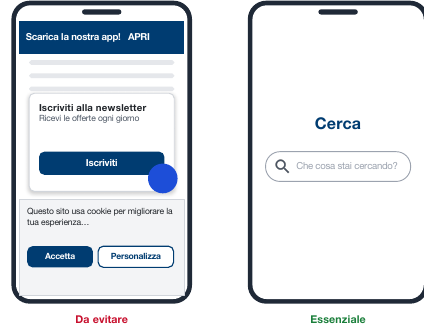 Scarica la nostra app! APRI
Iscriviti alla newsletter
Ricevi le offerte ogni giorno
Iscriviti
Questo sito usa cookie per migliorare la
tua esperienza...
Accetta
Personalizza
Da evitare
Cerca
Che cosa stai cercando?
Essenziale